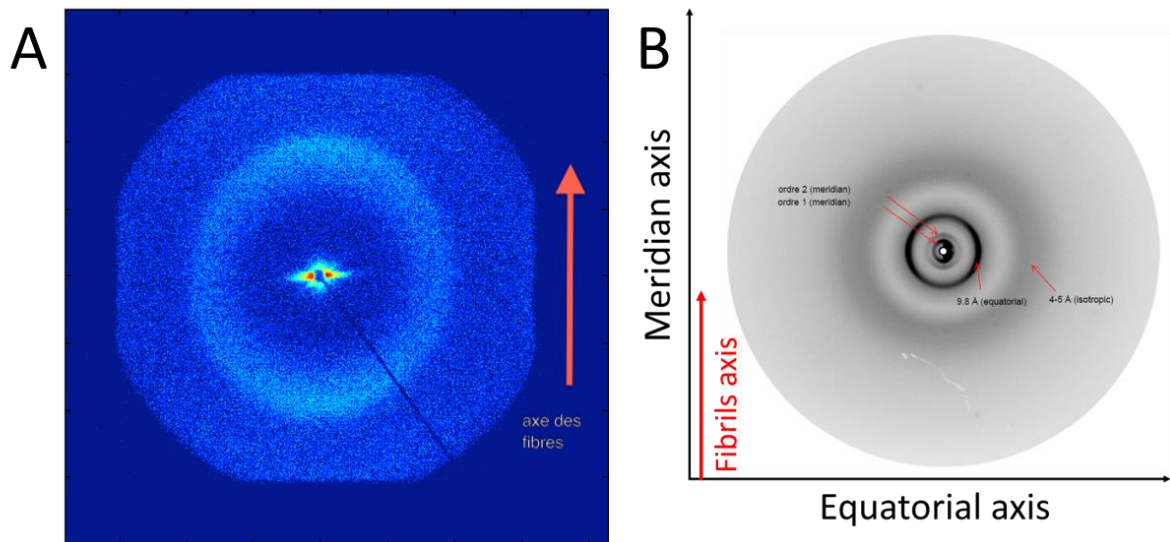 A
axe des
fibres
B
Meridian axis
Fibrils axis
ordre 2 (meridian)
ordre 1 (meridian)
9.8 Å (equatorial)
4-5 Å (isotropic)
Equatorial axis